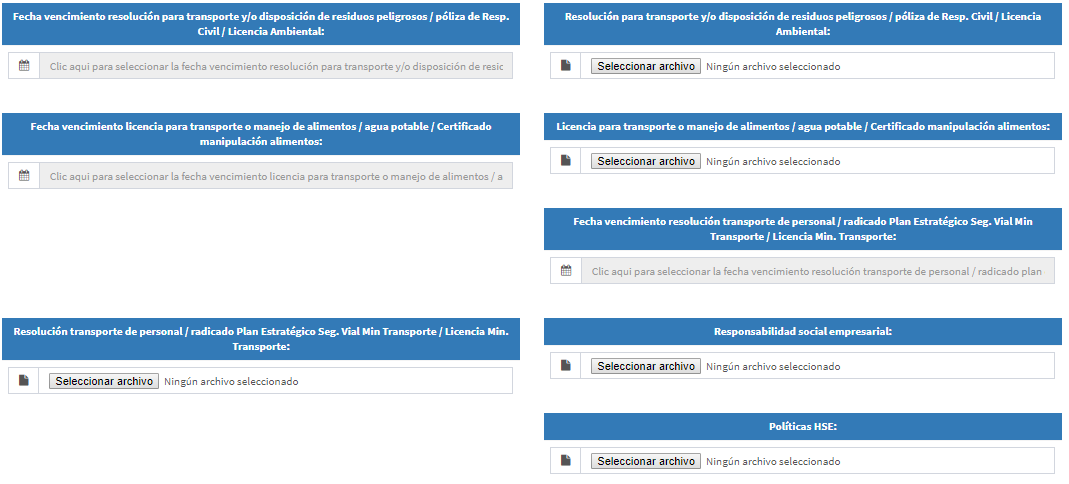 Fecha vencimiento resolución para transporte y/o disposición de residuos peligrosos / póliza de Resp.
Civil / Licencia Ambiental:
Clic aqui para seleccionar la fecha vencimiento resolución para transporte y/o disposición de resic
Resolución para transporte y/o disposición de residuos peligrosos / póliza de Resp. Civil / Licencia
Ambiental:
Seleccionar archivo Ningún archivo seleccionado
Fecha vencimiento licencia para transporte o manejo de alimentos / agua potable / Certificado
manipulación alimentos:
Clic aqui para seleccionar la fecha vencimiento licencia para transporte o manejo de alimentos / a
Licencia para transporte o manejo de alimentos / agua potable / Certificado manipulación alimentos:
Seleccionar archivo Ningún archivo seleccionado
Fecha vencimiento resolución transporte de personal / radicado Plan Estratégico Seg. Vial Min
Transporte / Licencia Min. Transporte:
Clic aqui para seleccionar la fecha vencimiento resolución transporte de personal / radicado plan
Resolución transporte de personal / radicado Plan Estratégico Seg. Vial Min Transporte / Licencia Min.
Transporte:
Seleccionar archivo Ningún archivo seleccionado
Responsabilidad social empresarial:
Seleccionar archivo Ningún archivo seleccionado
Políticas HSE:
Seleccionar archivo Ningún archivo seleccionado